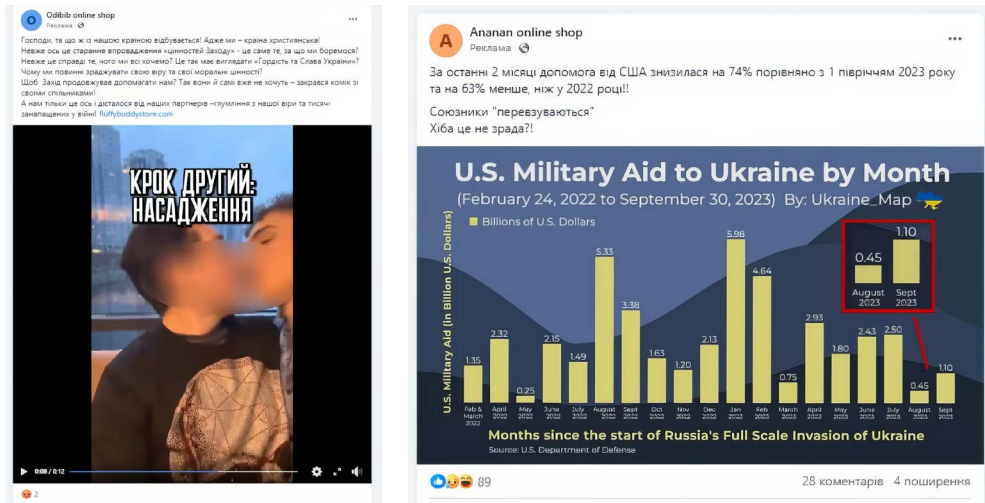 O
Odibib online shop
Реклама
...
Господи, та що ж із нашою країною відбувається! Адже ми – країна християнська!
Невже ось це старанне впровадження «цінностей Заходу» - це саме те, за що ми боремося?
Невже це справді те, чого ми всі хочемо? Це так має виглядати «Гордість та Слава України»?
Чому ми повинні зраджувати свою віру та свої моральні цінності?
Щоб Захід продовжував допомагати нам? Так вони й самі вже не хочуть – закрався комік зі
своїми спільниками!
А нам тільки це ось і дісталося від наших партнерів –глумління з нашої віри та тисячі
занапащених у війні! fluffybuddystore.com
КРОК ДРУГИЙ:
НАСАДЖЕННЯ
0:08 / 0:12
2
A
Ananan online shop
Реклама
...
За останні 2 місяці допомога від США знизилася на 74% порівняно з 1 півріччям 2023 року
та на 63% менше, ніж у 2022 році!!
Союзники "перевзуваються"
Хіба це не зрада?!
U.S. Military Aid to Ukraine by Month
(February 24, 2022 to September 30, 2023) By: Ukraine_Map
Billions of U.S. Dollars
U.S. Military Aid (in Billion U.S. Dollars)
1.35
2.32
0.25
2.15
1.49
5.33
3.38
1.63
1.20
2.13
5.98
4.64
0.75
2.93
1.80
2.43
2.50
0.45
1.10
0.45
1.10
August
2023
Sept
2023
Feb &
March
2022
April
2022
May
2022
June
2022
July
2022
August
2022
Sept
2022
Oct
2022
Nov
2022
Dec
2022
Jan
2023
Feb
2023
March
2023
April
2023
May
2023
June
2023
July
2023
August
2023
Sept
2023
Months since the start of Russia's Full Scale Invasion of Ukraine
Source: U.S. Department of Defense
89
28 коментарів 4 поширення